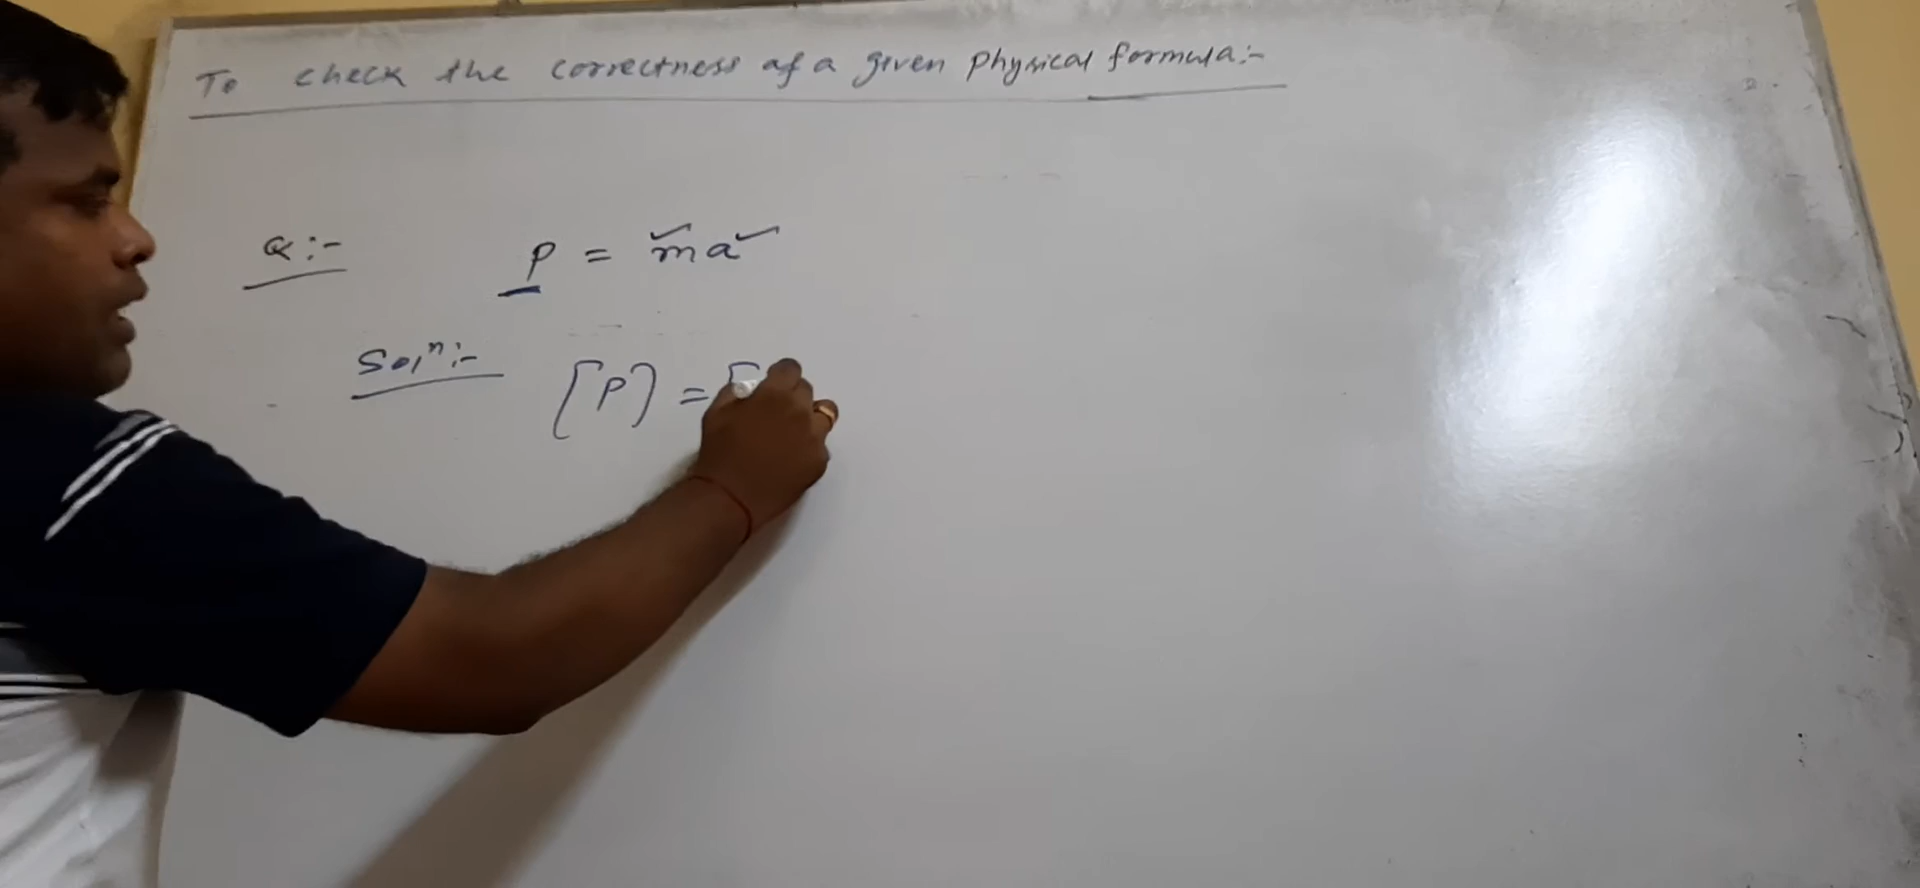 To check the correctness of a given physical formula:-
Q:-
p = ma
Solⁿ:- [P] = [